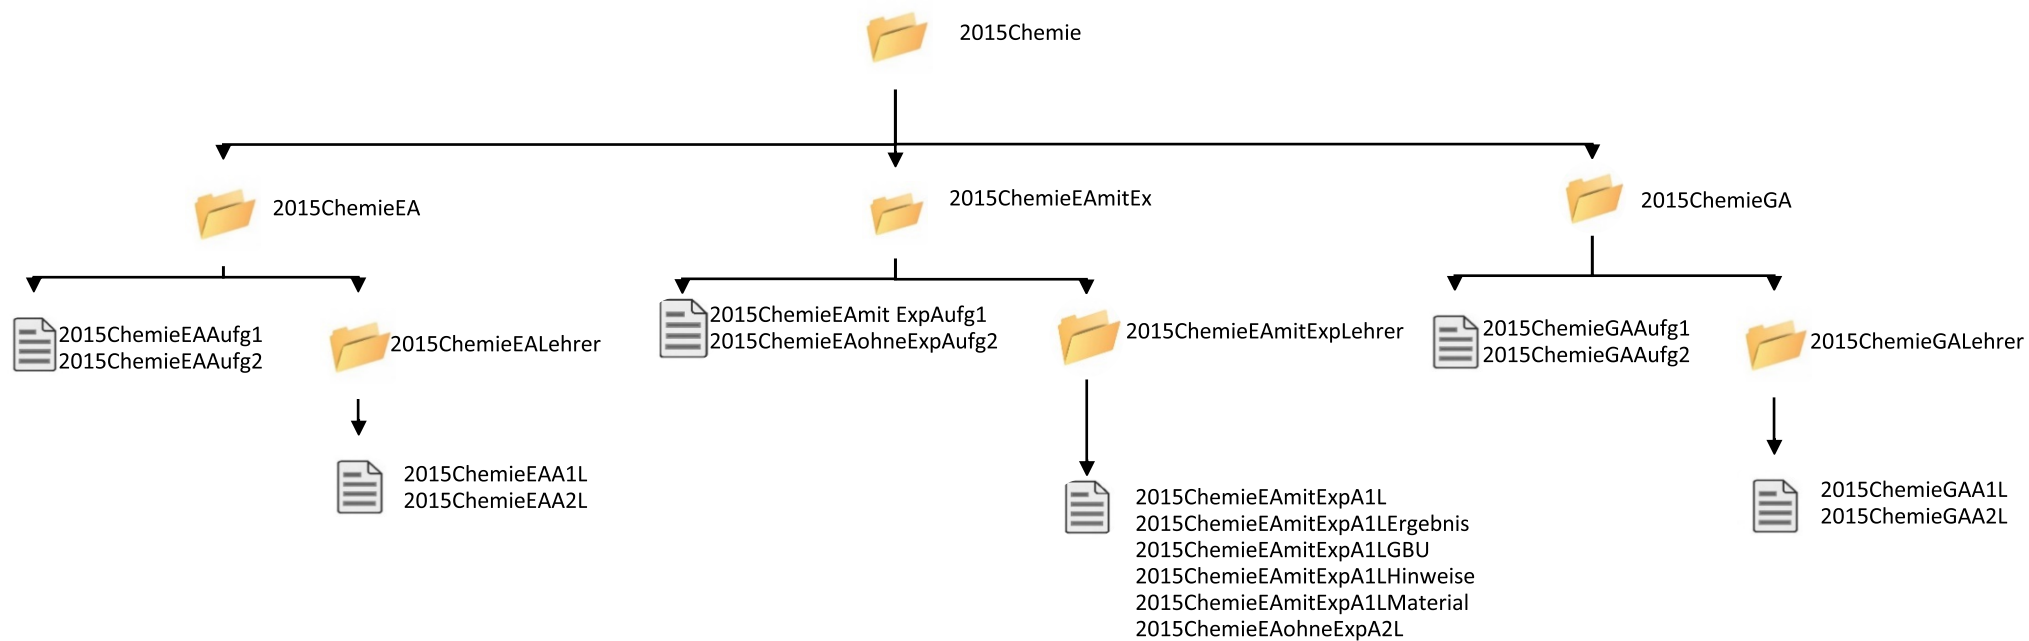 2015Chemie
2015ChemieEA
2015ChemieEAmitEx
2015ChemieGA
2015ChemieEAAufg1
2015ChemieEAAufg2
2015ChemieEALehrer
2015ChemieEAmit ExpAufg1
2015ChemieEAohneExpAufg2
2015ChemieEAmitExpLehrer
2015ChemieGAAufg1
2015ChemieGAAufg2
2015ChemieGALehrer
2015ChemieEAA1L
2015ChemieEAA2L
2015ChemieEAmitExpA1L
2015ChemieEAmitExpA1LErgebnis
2015ChemieEAmitExpA1LGBU
2015ChemieEAmitExpA1LHinweise
2015ChemieEAmitExpA1LMaterial
2015ChemieEAohneExpA2L
2015ChemieGAA1L
2015ChemieGAA2L